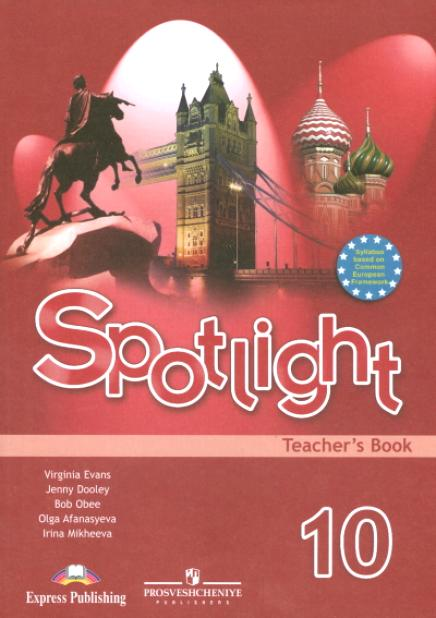 Syllabus
based on
Common
European
Framework
Spotlight
Teacher's Book
Virginia Evans
Jenny Dooley
Bob Obee
Olga Afanasyeva
Irina Mikheeva
10
Express Publishing
PROSVESHCHENIYE
PUBLISHERS